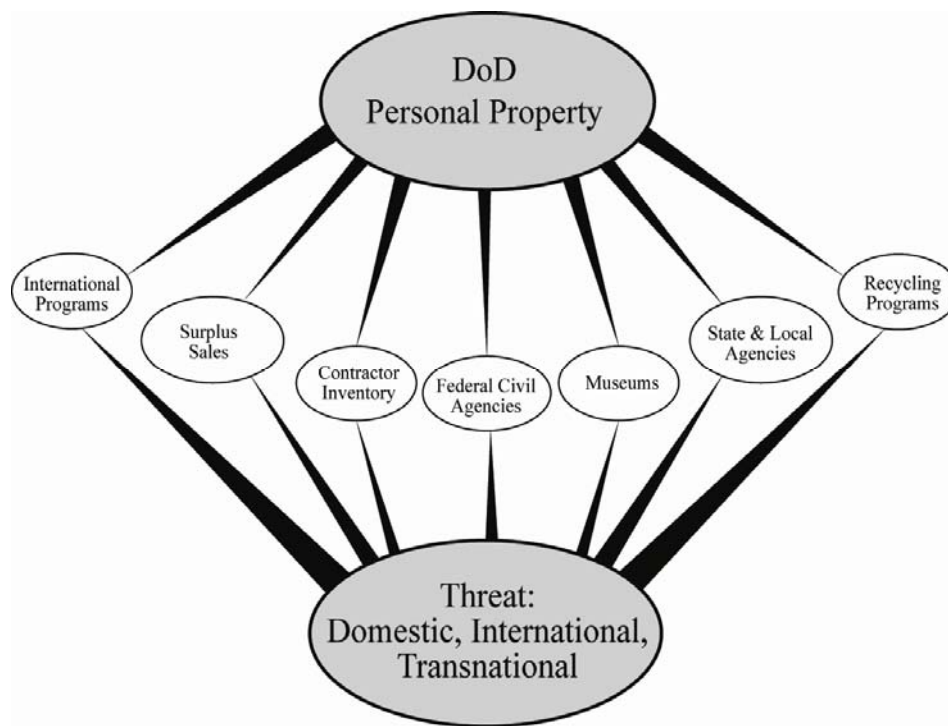 DoD
Personal Property
International
Programs
Surplus
Sales
Contractor
Inventory
Federal Civil
Agencies
Museums
State & Local
Agencies
Recycling
Programs
Threat:
Domestic, International,
Transnational